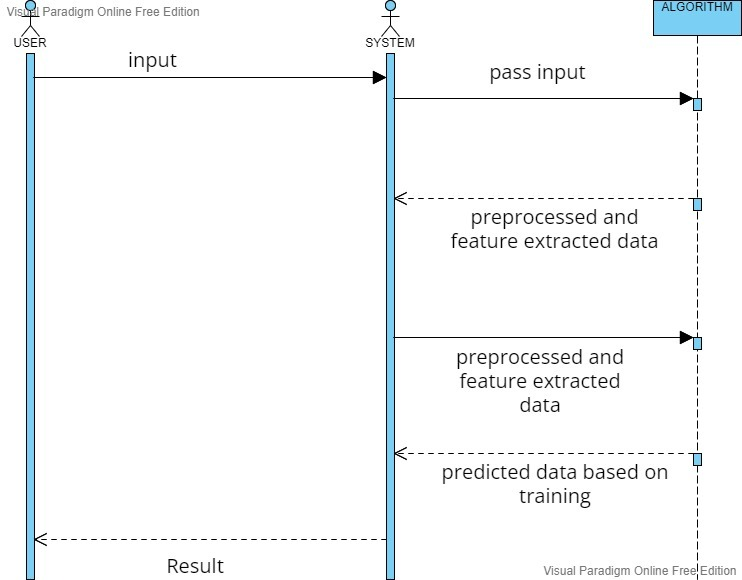 Visual Paradigm Online Free Edition
USER
SYSTEM
ALGORITHM
input
pass input
preprocessed and
feature extracted data
preprocessed and
feature extracted
data
predicted data based on
training
Result
Visual Paradigm Online Free Edition